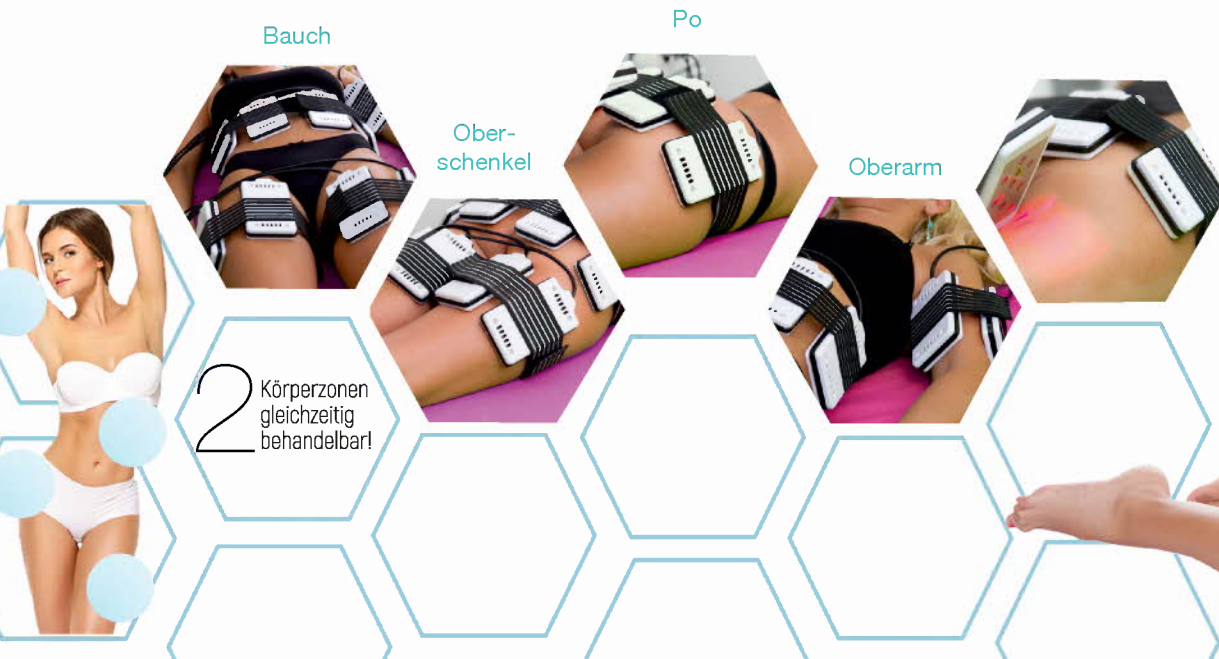 Bauch
Ober-
schenkel
Po
Oberarm
2 Körperzonen
gleichzeitig
behandelbar!